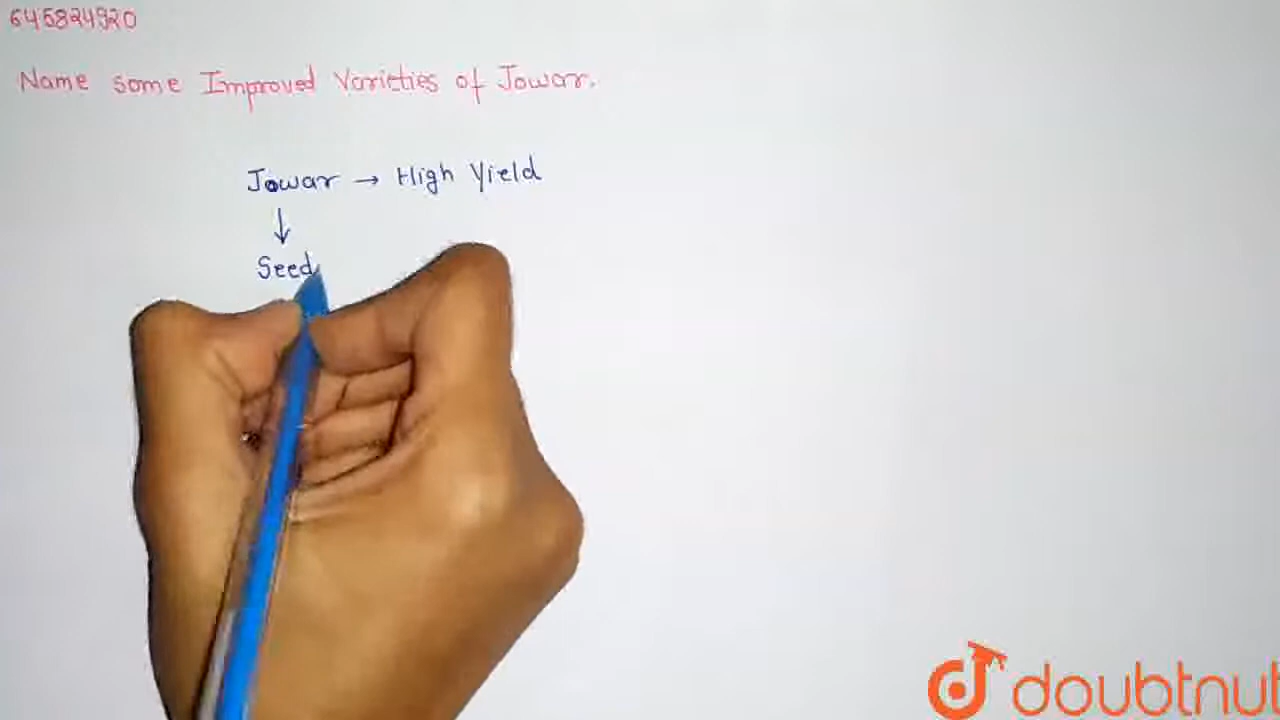 645824920
Name some Improved Varieties of Jowar.
Jowar → High Yield
↓
Seed
doubtnut